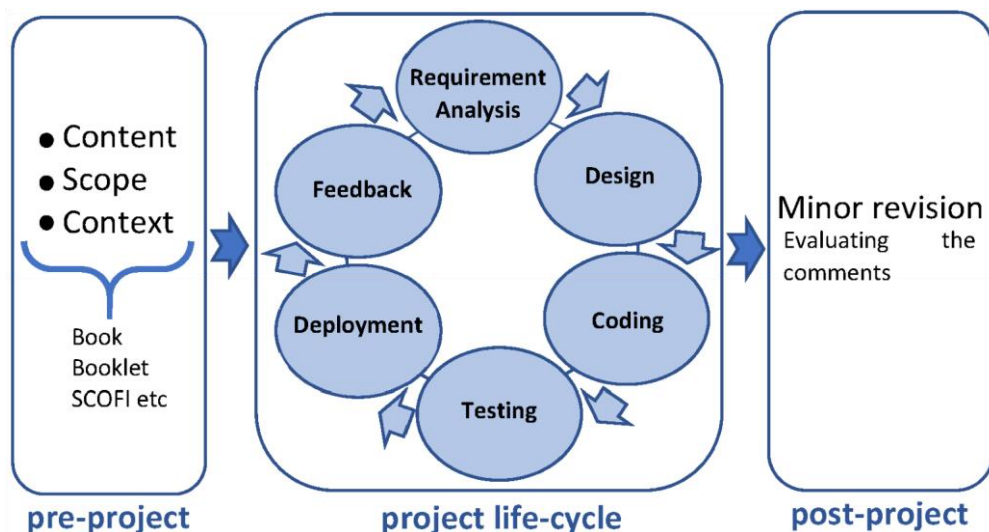 ● Content
● Scope
● Context
Book
Booklet
SCOFI etc
pre-project
Requirement
Analysis
Design
Coding
Testing
Deployment
Feedback
project life-cycle
Minor revision
Evaluating the
comments
post-project